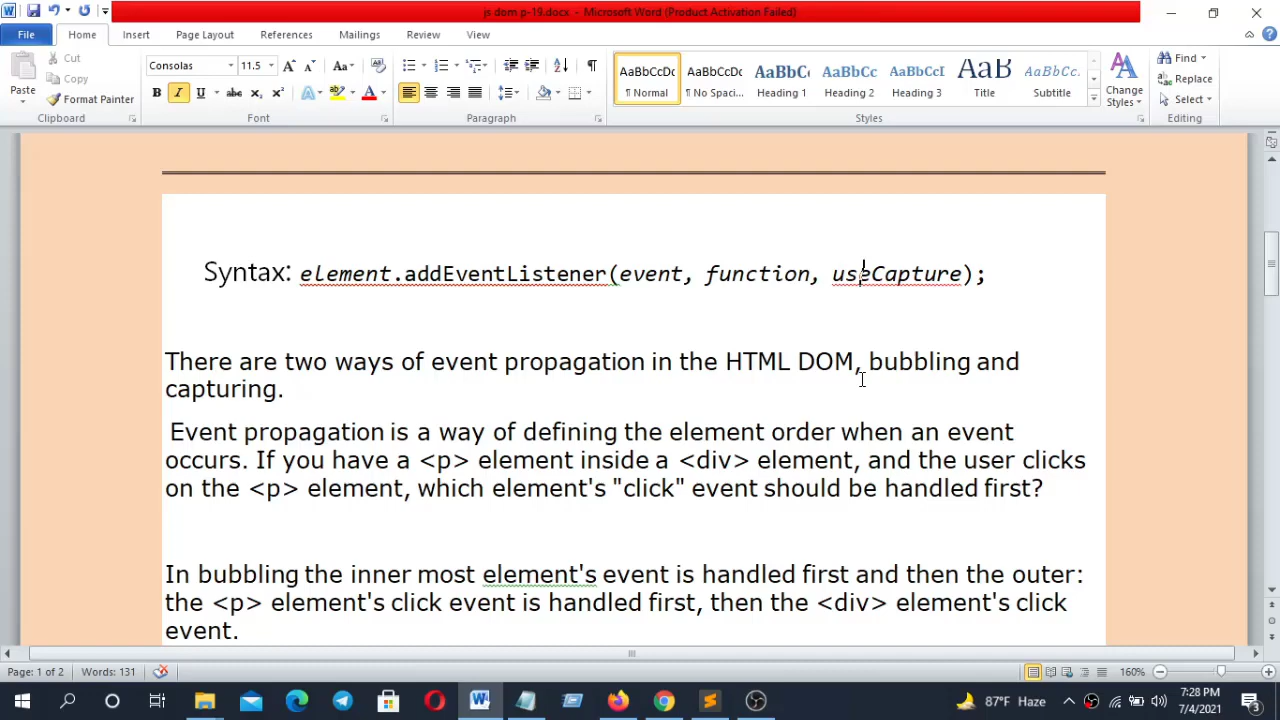 js dom p-19.docx - Microsoft Word (Product Activation Failed)
File Home Insert Page Layout References Mailings Review View
Paste
Cut
Copy
Format Painter
Clipboard
Consolas 11.5
Font
Paragraph
AaBbCcDc AaBbCcDc AaBbC AaBbCc AaBbCcI AaB AaBbCc.
¶ Normal ¶ No Spaci... Heading 1 Heading 2 Heading 3 Title Subtitle
Change
Styles
Styles
Find
Replace
Select
Editing
Syntax: element.addEventListener(event, function, useCapture);
There are two ways of event propagation in the HTML DOM, bubbling and
capturing.
Event propagation is a way of defining the element order when an event
occurs. If you have a <p> element inside a <div> element, and the user clicks
on the <p> element, which element's "click" event should be handled first?
In bubbling the inner most element's event is handled first and then the outer:
the <p> element's click event is handled first, then the <div> element's click
event.
Page: 1 of 2 Words: 131 160%
87°F Haze 7:28 PM
7/4/2021 3